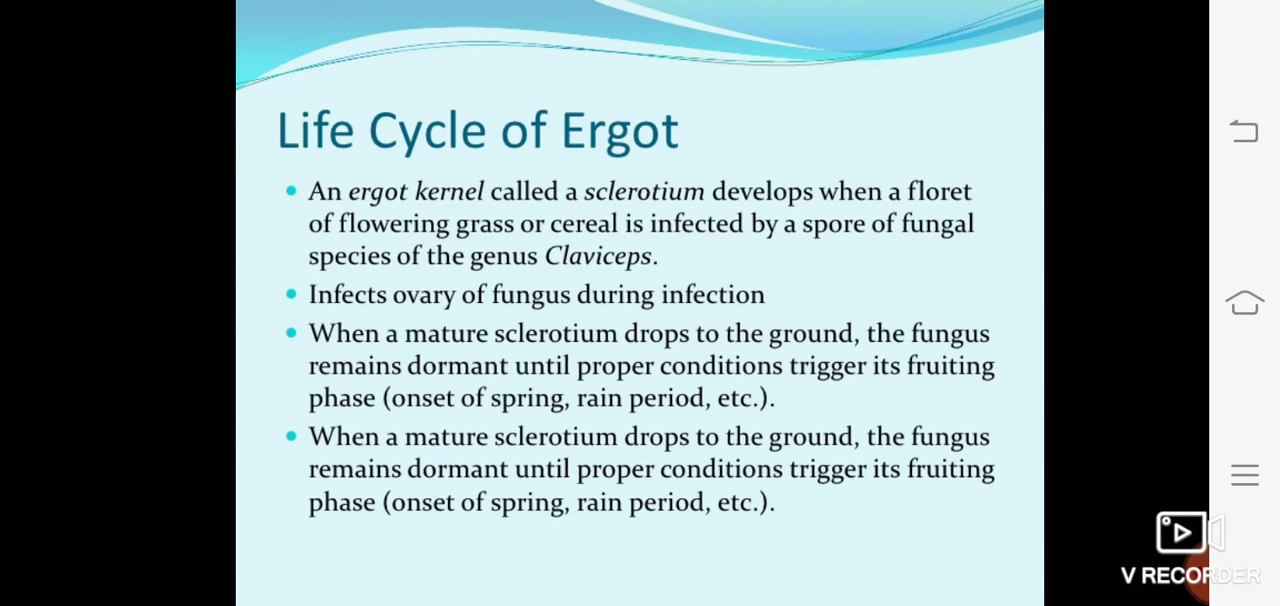 Life Cycle of Ergot
• An ergot kernel called a sclerotium develops when a floret
of flowering grass or cereal is infected by a spore of fungal
species of the genus Claviceps.
• Infects ovary of fungus during infection
• When a mature sclerotium drops to the ground, the fungus
remains dormant until proper conditions trigger its fruiting
phase (onset of spring, rain period, etc.).
• When a mature sclerotium drops to the ground, the fungus
remains dormant until proper conditions trigger its fruiting
phase (onset of spring, rain period, etc.).
V RECORDER